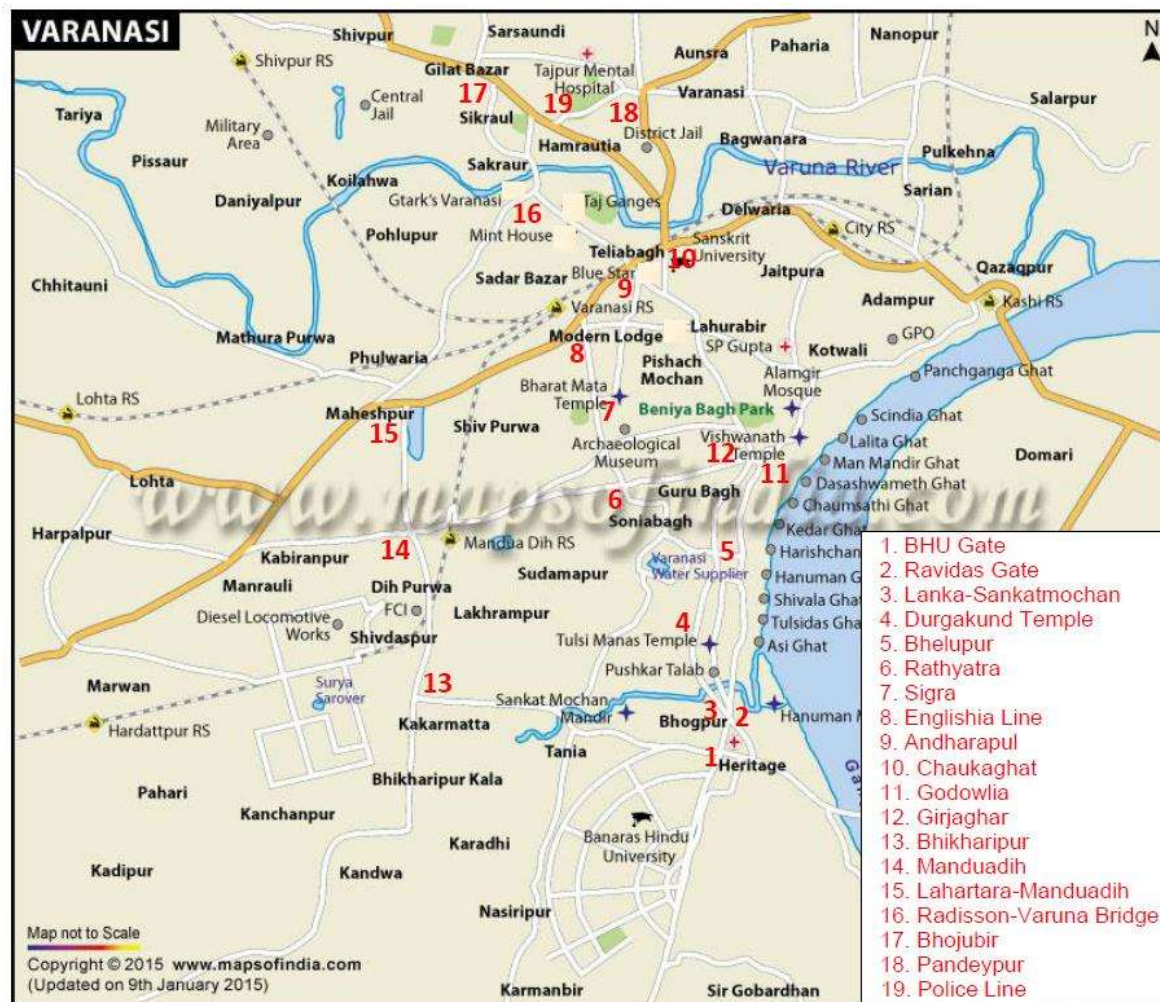 VARANASI
N
Shivpur
Sarsaundi
Nanopur
Paharia
Aunsra
Shivpur RS
Gilat Bazar
Tajpur Mental
Hospital
17
19
18
Varanasi
Salarpur
Central
Jail
Tariya
Sikraul
Military
Area
District Jail
Hamrautia
Bagwanara
Pissaur
Sakraur
Pulkehna
Varuna River
Koilahwa
Daniyalpur
Gtark's Varanasi
Taj Ganges
Sarian
16
Delwaria
Pohlupur
Mint House
City RS
Teliabagh
Sanskrit
University
10
Sadar Bazar
Blue Star
Jaitpura
Qazaqpur
Chhitauni
9
Adampur
Kashi RS
Varanasi RS
Mathura Purwa
Modern Lodge
Lahurabir
GPO
SP Gupta
Kotwali
8
Phulwaria
Pishach
Mochan
Alamgir
Mosque
Panchganga Ghat
Bharat Mata
Temple
Lohta RS
7
Maheshpur
Beniya Bagh Park
Scindia Ghat
15
Shiv Purwa
Archaeological
Museum
Vishwanath
Temple
Lalita Ghat
12
Man Mandir Ghat
Domari
11
Lohta
Dasashwameth Ghat
Guru Bagh
6
Chaumsathi Ghat
www.mapsofindia.com
Soniabagh
Kedar Gha
Harpalpur
Mandua Dih RS
14
Kabiranpur
5
Harishchan
Varanasi
Water Supplier
Manrauli
Dih Purwa
Sudamapur
Hanuman G
FCI
Lakhrampur
Shivala Gha
Diesel Locomotive
Works
Shivdaspur
4
Tulsidas Gha
Tulsi Manas Temple
Asi Ghat
Pushkar Talab
Marwan
Surya
Sarover
13
Sankat Mochan
Mandir
3
2
Hanuman M
Hardattpur RS
Kakarmatta
Bhogpur
Tania
1
Heritage
Ga
Bhikharipur Kala
Pahari
Kanchanpur
Karadhi
Banaras Hindu
University
Kadipur
Kandwa
Nasiripur
Map not to Scale
Copyright © 2015 www.mapsofindia.com
(Updated on 9th January 2015)
Karmanbir
Sir Gobardhan
1. BHU Gate
2. Ravidas Gate
3. Lanka-Sankatmochan
4. Durgakund Temple
5. Bhelupur
6. Rathyatra
7. Sigra
8. Englishia Line
9. Andharapul
10. Chaukaghat
11. Godowlia
12. Girjaghar
13. Bhikharipur
14. Manduadih
15. Lahartara-Manduadih
16. Radisson-Varuna Bridge
17. Bhojubir
18. Pandeypur
19. Police Line